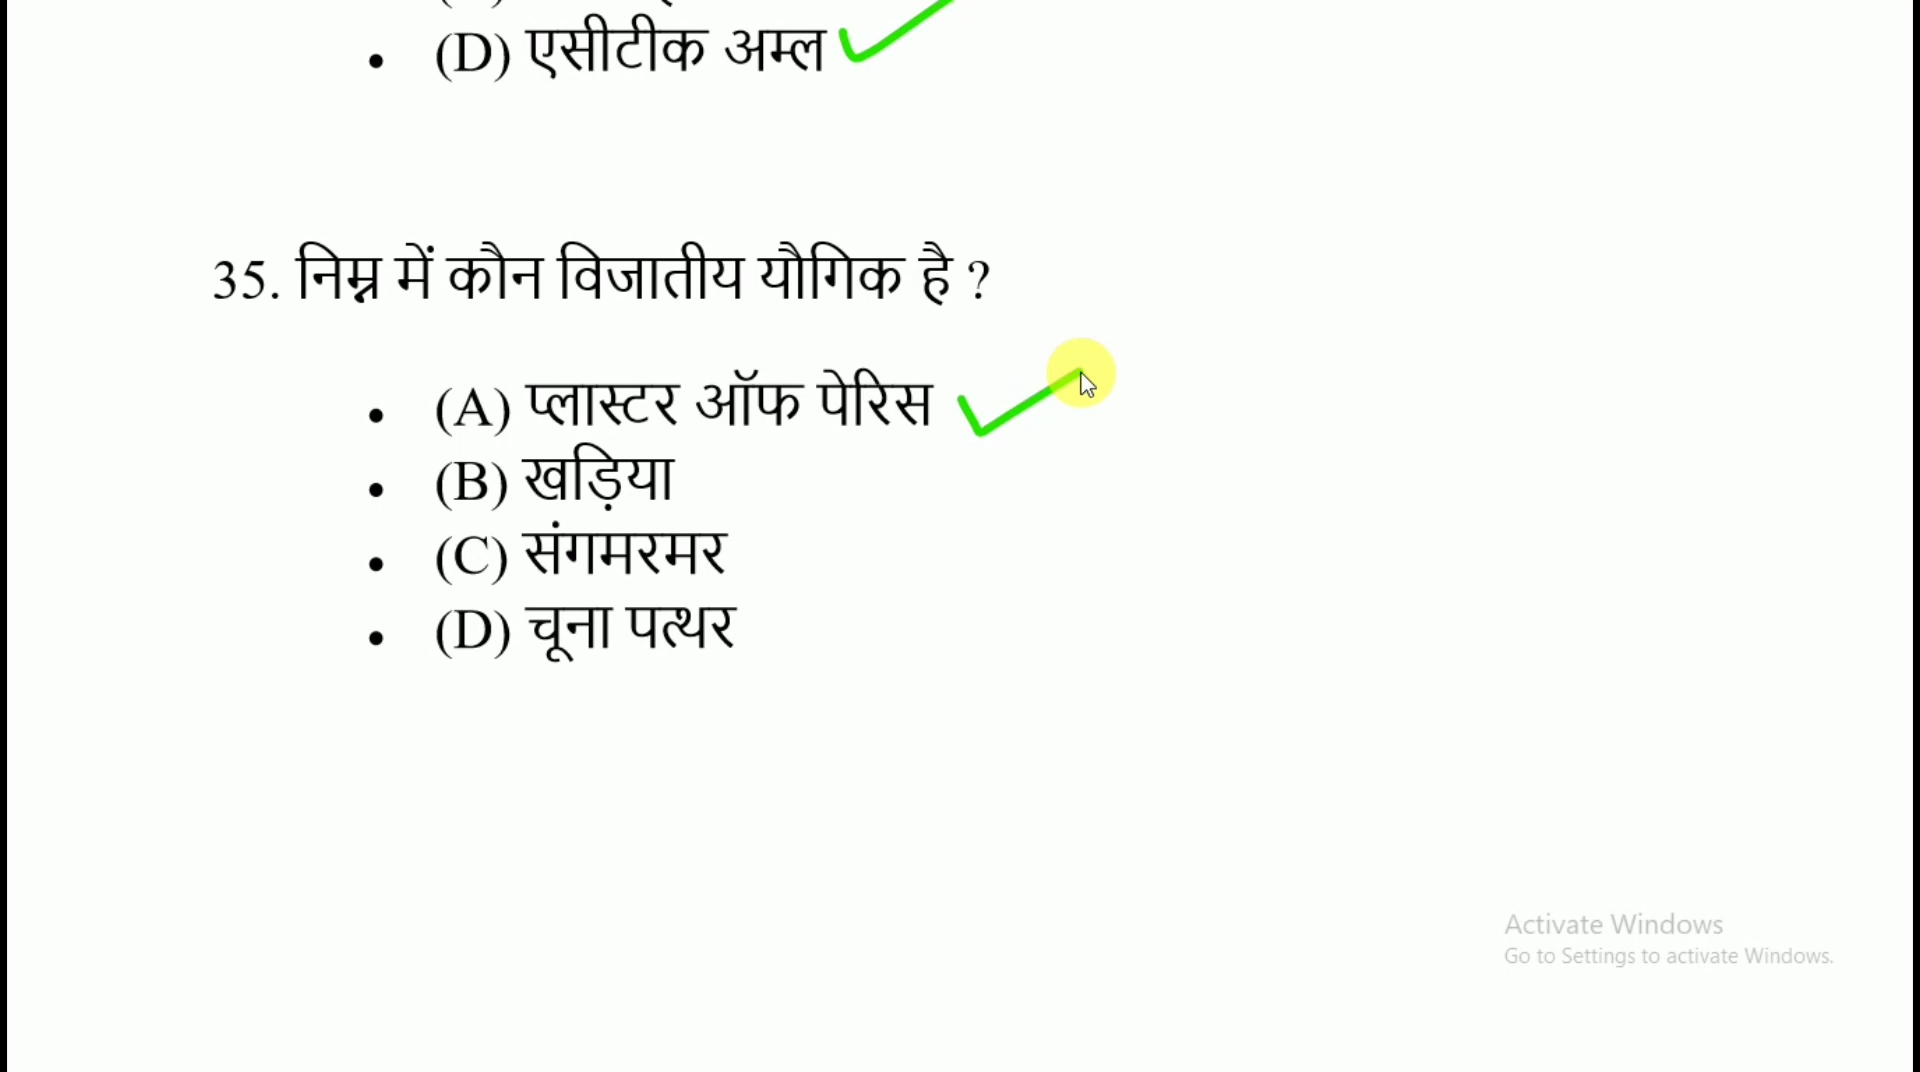 (D) एसीटीक अम्ल
35. निम्न में कौन विजातीय यौगिक है ?
(A) प्लास्टर ऑफ पेरिस
(B) खड़िया
(C) संगमरमर
(D) चूना पत्थर
Activate Windows
Go to Settings to activate Windows.